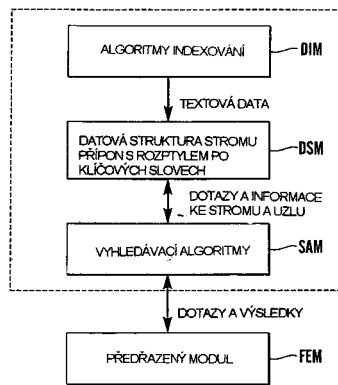 ALGORITMY INDEXOVÁNÍ
DIM
TEXTOVÁ DATA
DATOVÁ STRUKTURA STROMU
PŘÍPON S ROZPTYLEM PO
KLÍČOVÝCH SLOVECH
DSM
DOTAZY A INFORMACE
KE STROMU A UZLU
VYHLEDÁVACÍ ALGORITMY
SAM
DOTAZY A VÝSLEDKY
PŘEDŘAZENÝ MODUL
FEM